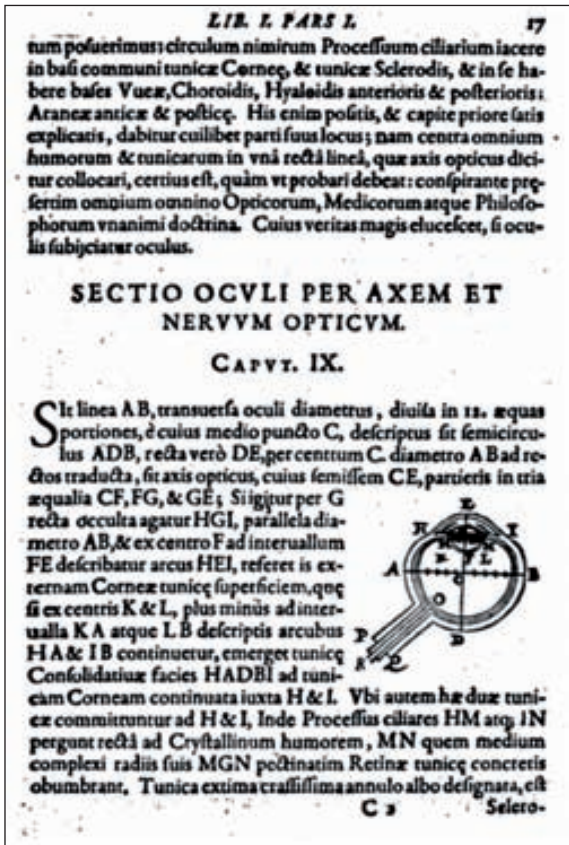 LIB. I. PARS I. 17
tum posuerimus: circulum nimirum Processuum ciliarium iacere
in basi communi tunicæ Corneę, & tunicæ Sclerodis, & in se ha-
bere bases Vueæ, Choroidis, Hyaloidis anterioris & posterioris:
Araneæ anticæ & posticę. His enim positis, & capite priore satis
explicatis, dabitur cuilibet parti suus locus; nam centra omnium
humorum & tunicarum in vnâ rectâ lineâ, quæ axis opticus dici-
tur collocari, certius est, quàm vt probari debeat: conspirante prę-
sertim omnium omnino Opticorum, Medicorum atque Philoso-
phorum vnanimi doctrina. Cuius veritas magis elucescet, si ocu-
lis subijciatur oculus.
SECTIO OCVLI PER AXEM ET
NERVVM OPTICVM.
CAPVT. IX.
SIt linea AB, transuersa oculi diametrus, diuisa in 12. æquas
portiones, è cuius medio puncto C, descriptus sit semicircu-
lus ADB, recta verò DE, per centrum C. diametro AB ad re-
ctos traducta, sit axis opticus, cuius semissem CE, partieris in tria
æqualia CF, FG, & GE; Si igitur per G
recta occulta agatur HGI, parallela dia-
metro AB, & ex centro F ad interuallum
FE describatur arcus HEI, referet is ex-
ternam Corneæ tunicę superficiem, quę
si ex centris K & L, plus minùs ad inter-
ualla KA atque LB descriptis arcubus
HA & IB continuetur, emerget tunicę
Consolidatiuæ facies HADBI ad tuni-
cam Corneam continuata iuxta H & I. Vbi autem hæ duæ tuni-
cæ committuntur ad H & I, Inde Processus ciliares HM atq; IN
pergunt rectâ ad Crystallinum humorem, MN quem medium
complexi radiis suis MGN pectinatim Retinæ tunicę concretis
obumbrant. Tunica extima crassissima annulo albo designata, est
C 2 Sclero-
E
H I
K L
A C B
O
D
P
R Q